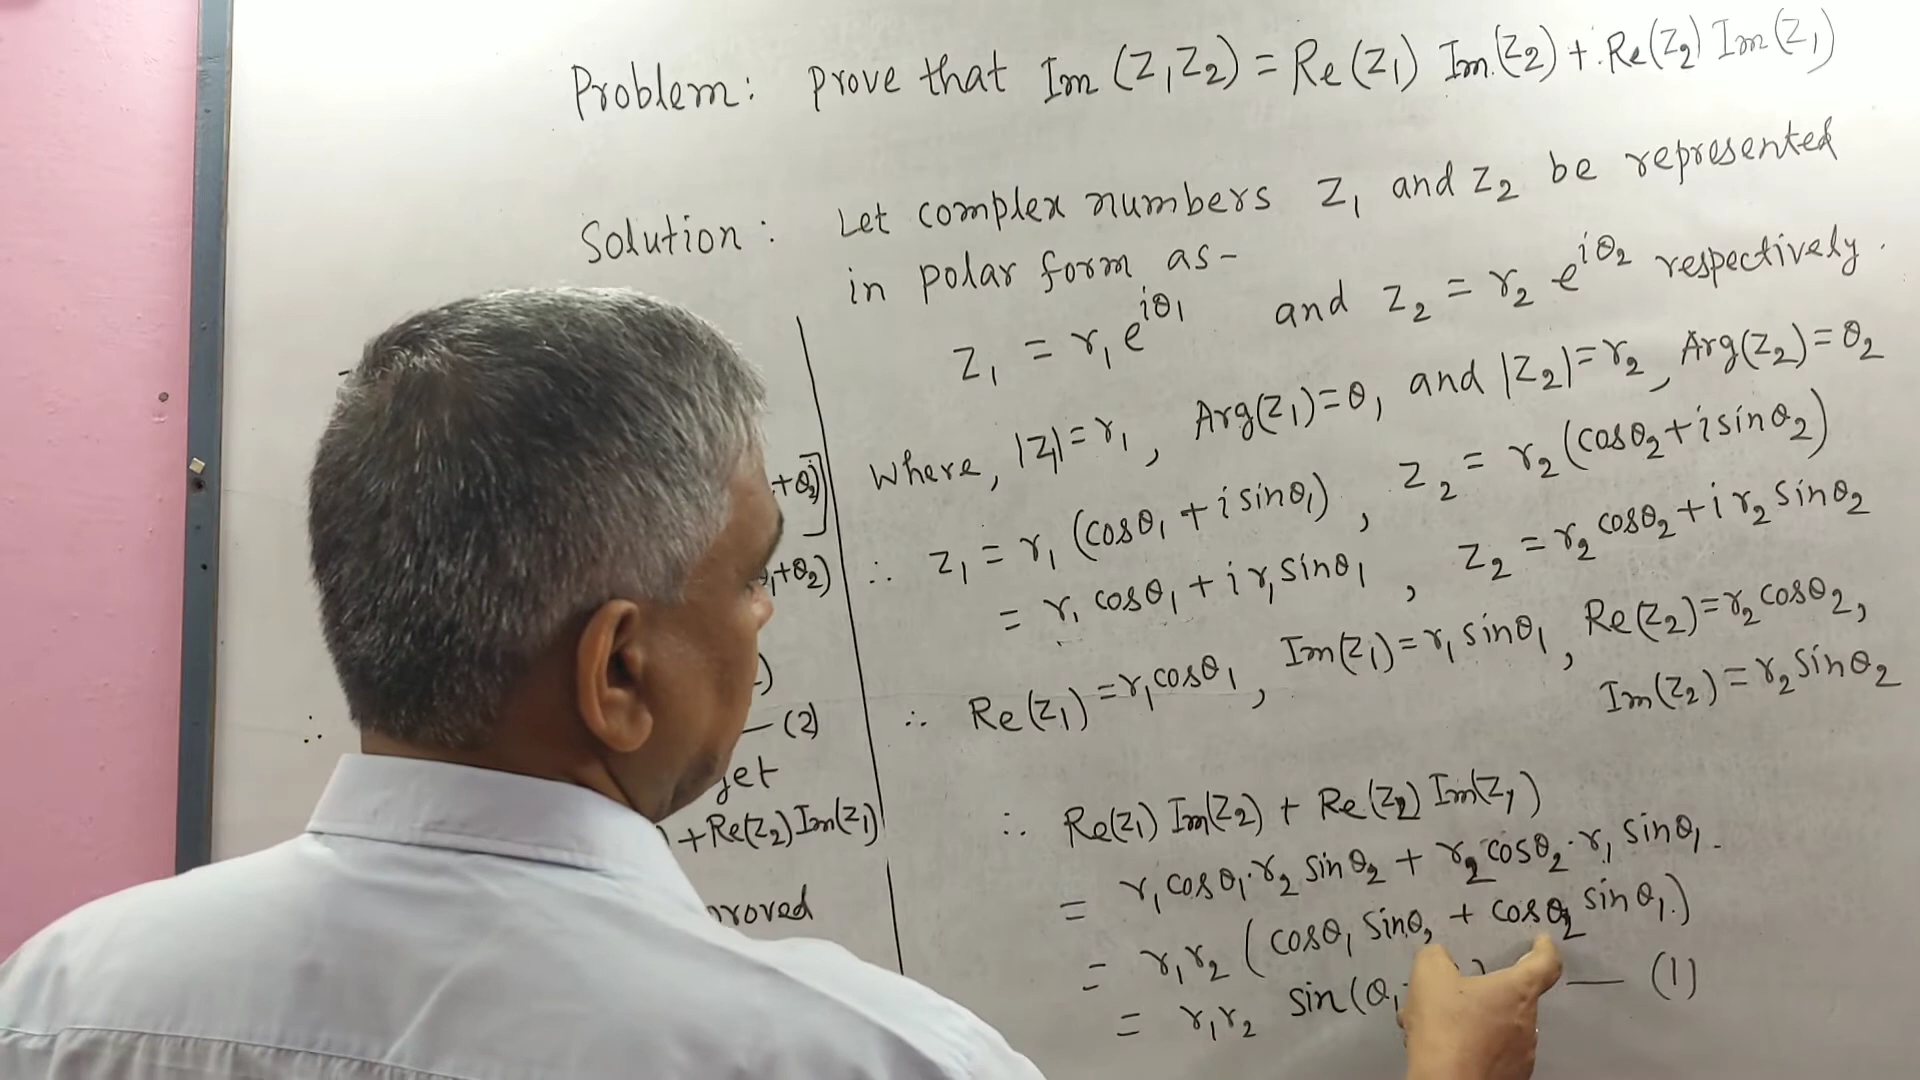 Problem: prove that Im (Z₁Z₂) = Re(Z₁) Im(Z₂) + Re(Z₂) Im(Z₁)
Solution: Let complex numbers Z₁ and Z₂ be represented
in polar form as-
Z₁ = r₁ e^{iθ₁} and Z₂ = r₂ e^{iθ₂} respectively.
Where, |Z₁| = r₁, Arg(Z₁) = θ₁ and |Z₂| = r₂, Arg(Z₂) = θ₂
∴ Z₁ = r₁ (cosθ₁ + i sinθ₁), Z₂ = r₂ (cosθ₂ + i sinθ₂)
= r₁ cosθ₁ + i r₁ sinθ₁, Z₂ = r₂ cosθ₂ + i r₂ sinθ₂
∴ Re(Z₁) = r₁ cosθ₁, Im(Z₁) = r₁ sinθ₁, Re(Z₂) = r₂ cosθ₂,
Im(Z₂) = r₂ sinθ₂
∴ Re(Z₁) Im(Z₂) + Re(Z₂) Im(Z₁)
= r₁ cosθ₁ · r₂ sinθ₂ + r₂ cosθ₂ · r₁ sinθ₁.
= r₁r₂ (cosθ₁ sinθ₂ + cosθ₂ sinθ₁)
= r₁r₂ sin(θ₁ — (1)
+θ₂)]
+θ₂)
∴ — (2)
get
+ Re(Z₂) Im(Z₁)
proved